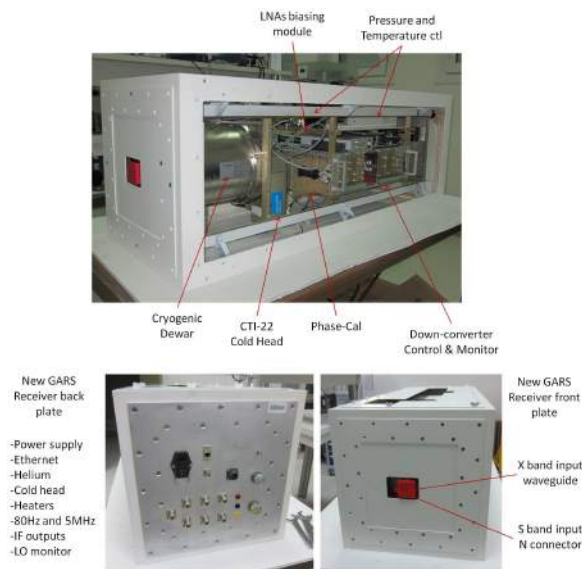 LNAs biasing
module
Pressure and
Temperature ctl
Cryogenic
Dewar
CTI-22
Cold Head
Phase-Cal
Down-converter
Control & Monitor
New GARS
Receiver back
plate
-Power supply
-Ethernet
-Helium
-Cold head
-Heaters
-80Hz and 5MHz
-IF outputs
-LO monitor
New GARS
Receiver front
plate
X band input
waveguide
S band input
N connector